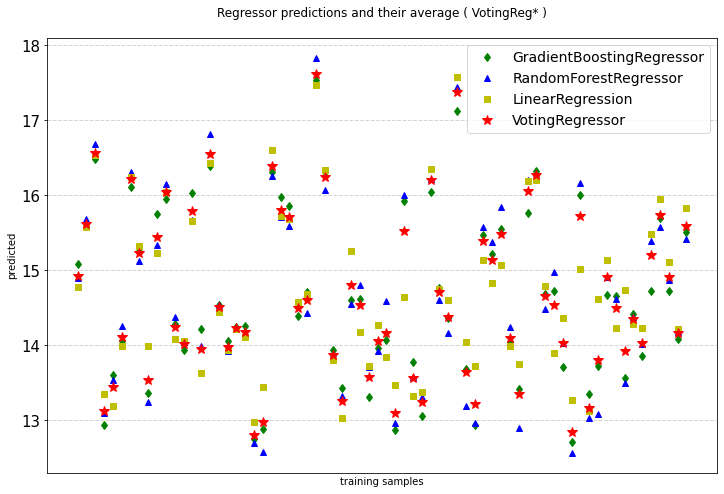 Regressor predictions and their average ( VotingReg* )
GradientBoostingRegressor
RandomForestRegressor
LinearRegression
VotingRegressor
18
17
16
15
14
13
predicted
training samples